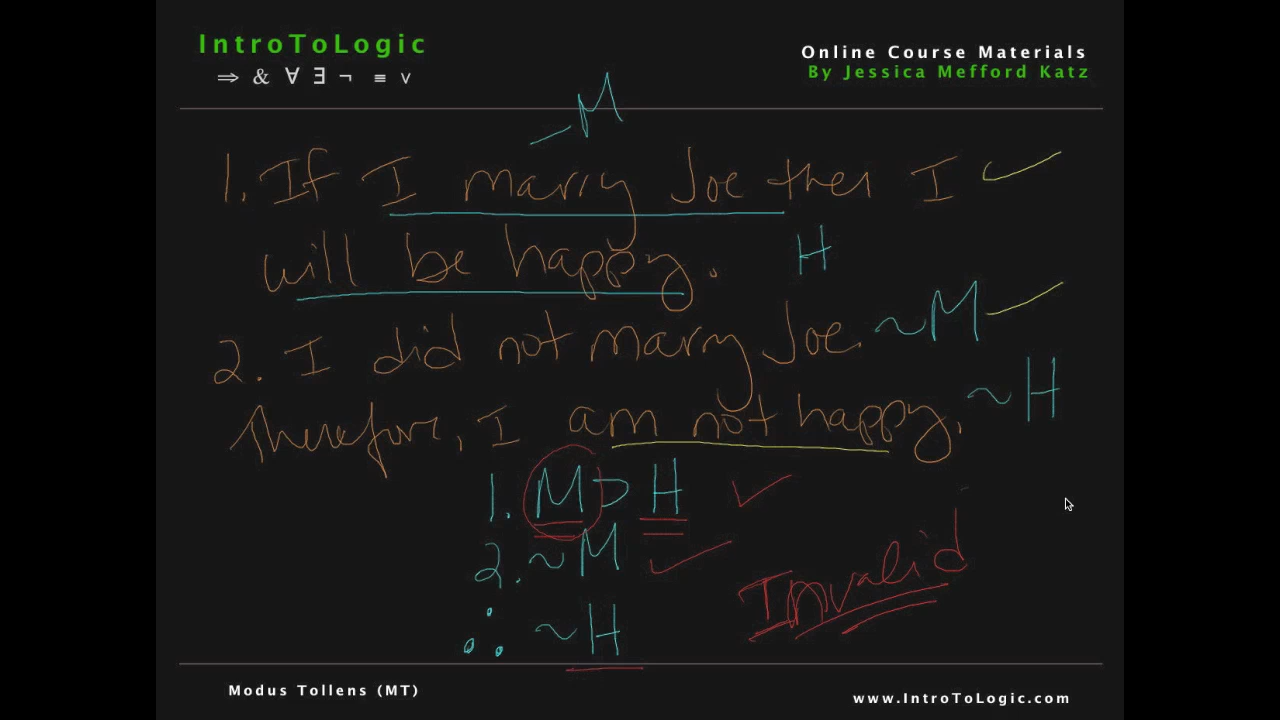 IntroToLogic
⇒ & ∀ ∃ ¬ ≡ ∨
Online Course Materials
By Jessica Mefford Katz
– M
1. If I marry Joe then I
will be happy. H
2. I did not marry Joe. ~M
Therefore, I am not happy. ~H
1. M ⊃ H
2. ~M
∴ ~H
Invalid
Modus Tollens (MT)
www.IntroToLogic.com